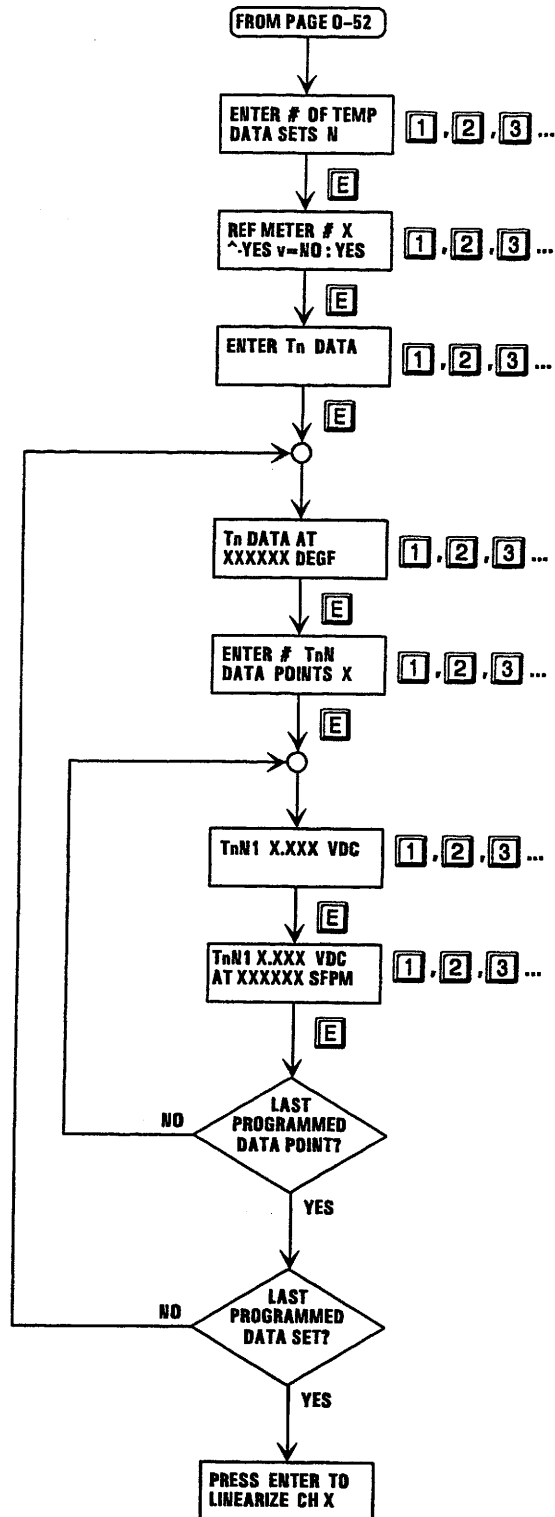 FROM PAGE 0-52
ENTER # OF TEMP
DATA SETS N
1 , 2 , 3 ...
E
REF METER # X
^-YES v=NO : YES
1 , 2 , 3 ...
E
ENTER Tn DATA
1 , 2 , 3 ...
E
Tn DATA AT
XXXXXX DEGF
1 , 2 , 3 ...
E
ENTER # TnN
DATA POINTS X
1 , 2 , 3 ...
E
TnN1 X.XXX VDC
1 , 2 , 3 ...
E
TnN1 X.XXX VDC
AT XXXXXX SFPM
1 , 2 , 3 ...
E
LAST
PROGRAMMED
DATA POINT?
NO
YES
LAST
PROGRAMMED
DATA SET?
NO
YES
PRESS ENTER TO
LINEARIZE CH X